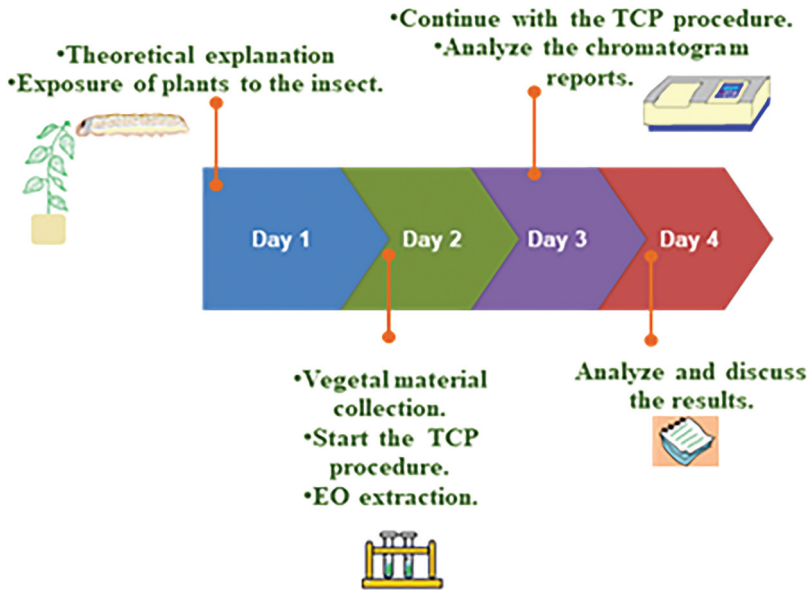 •Theoretical explanation
•Exposure of plants to the insect.
•Continue with the TCP procedure.
•Analyze the chromatogram
reports.
Day 1
Day 2
Day 3
Day 4
•Vegetal material
collection.
•Start the TCP
procedure.
•EO extraction.
Analyze and discuss
the results.